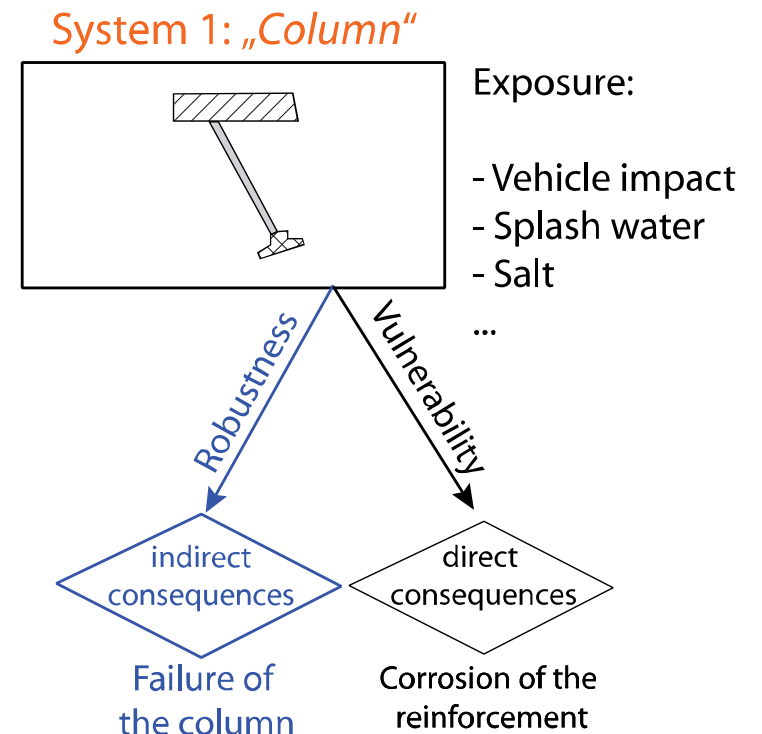 System 1: „Column“
Exposure:
- Vehicle impact
- Splash water
- Salt
...
Robustness
Vulnerability
indirect
consequences
direct
consequences
Failure of
the column
Corrosion of the
reinforcement